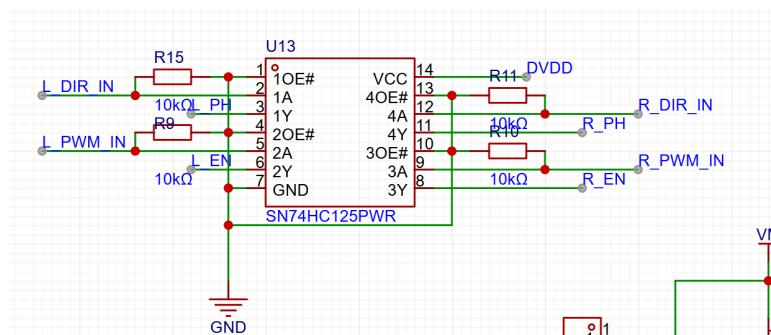 U13
R15
L_DIR_IN
10kΩ
L_PH
R9
L_PWM_IN
L_EN
10kΩ
1 1OE#
2 1A
3 1Y
4 2OE#
5 2A
6 2Y
7 GND
VCC 14
4OE# 13
4A 12
4Y 11
3OE# 10
3A 9
3Y 8
SN74HC125PWR
DVDD
R11
R_DIR_IN
10kΩ
R_PH
R10
R_PWM_IN
10kΩ
R_EN
GND
1